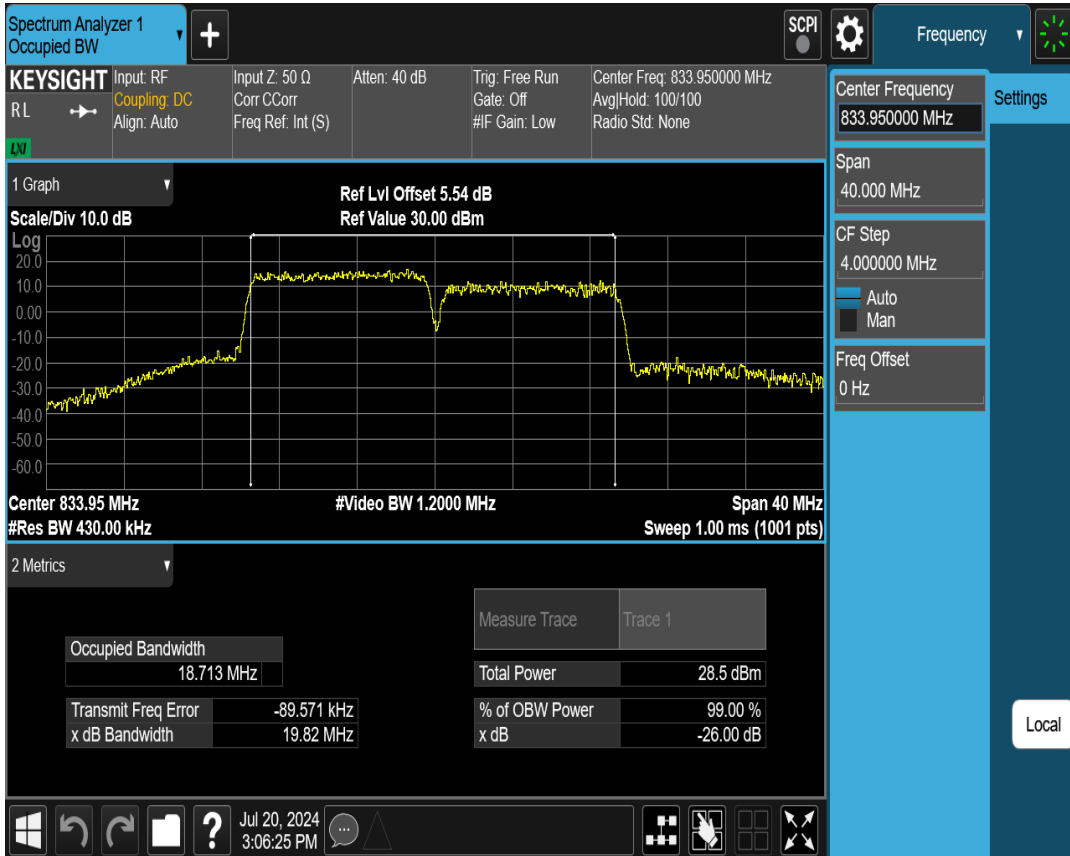 Spectrum Analyzer 1
Occupied BW
+
SCPI
Frequency
KEYSIGHT
RL
LXI
Input: RF
Coupling: DC
Align: Auto
Input Z: 50 Ω
Corr CCorr
Freq Ref: Int (S)
Atten: 40 dB
Trig: Free Run
Gate: Off
#IF Gain: Low
Center Freq: 833.950000 MHz
Avg|Hold: 100/100
Radio Std: None
Center Frequency
833.950000 MHz
Settings
Span
40.000 MHz
CF Step
4.000000 MHz
Auto
Man
Freq Offset
0 Hz
Local
1 Graph
Ref Lvl Offset 5.54 dB
Scale/Div 10.0 dB
Ref Value 30.00 dBm
Log
20.0
10.0
0.00
-10.0
-20.0
-30.0
-40.0
-50.0
-60.0
Center 833.95 MHz
#Video BW 1.2000 MHz
Span 40 MHz
#Res BW 430.00 kHz
Sweep 1.00 ms (1001 pts)
2 Metrics
Measure Trace
Trace 1
Occupied Bandwidth
18.713 MHz
Total Power
28.5 dBm
Transmit Freq Error
-89.571 kHz
% of OBW Power
99.00 %
x dB Bandwidth
19.82 MHz
x dB
-26.00 dB
?
Jul 20, 2024
3:06:25 PM